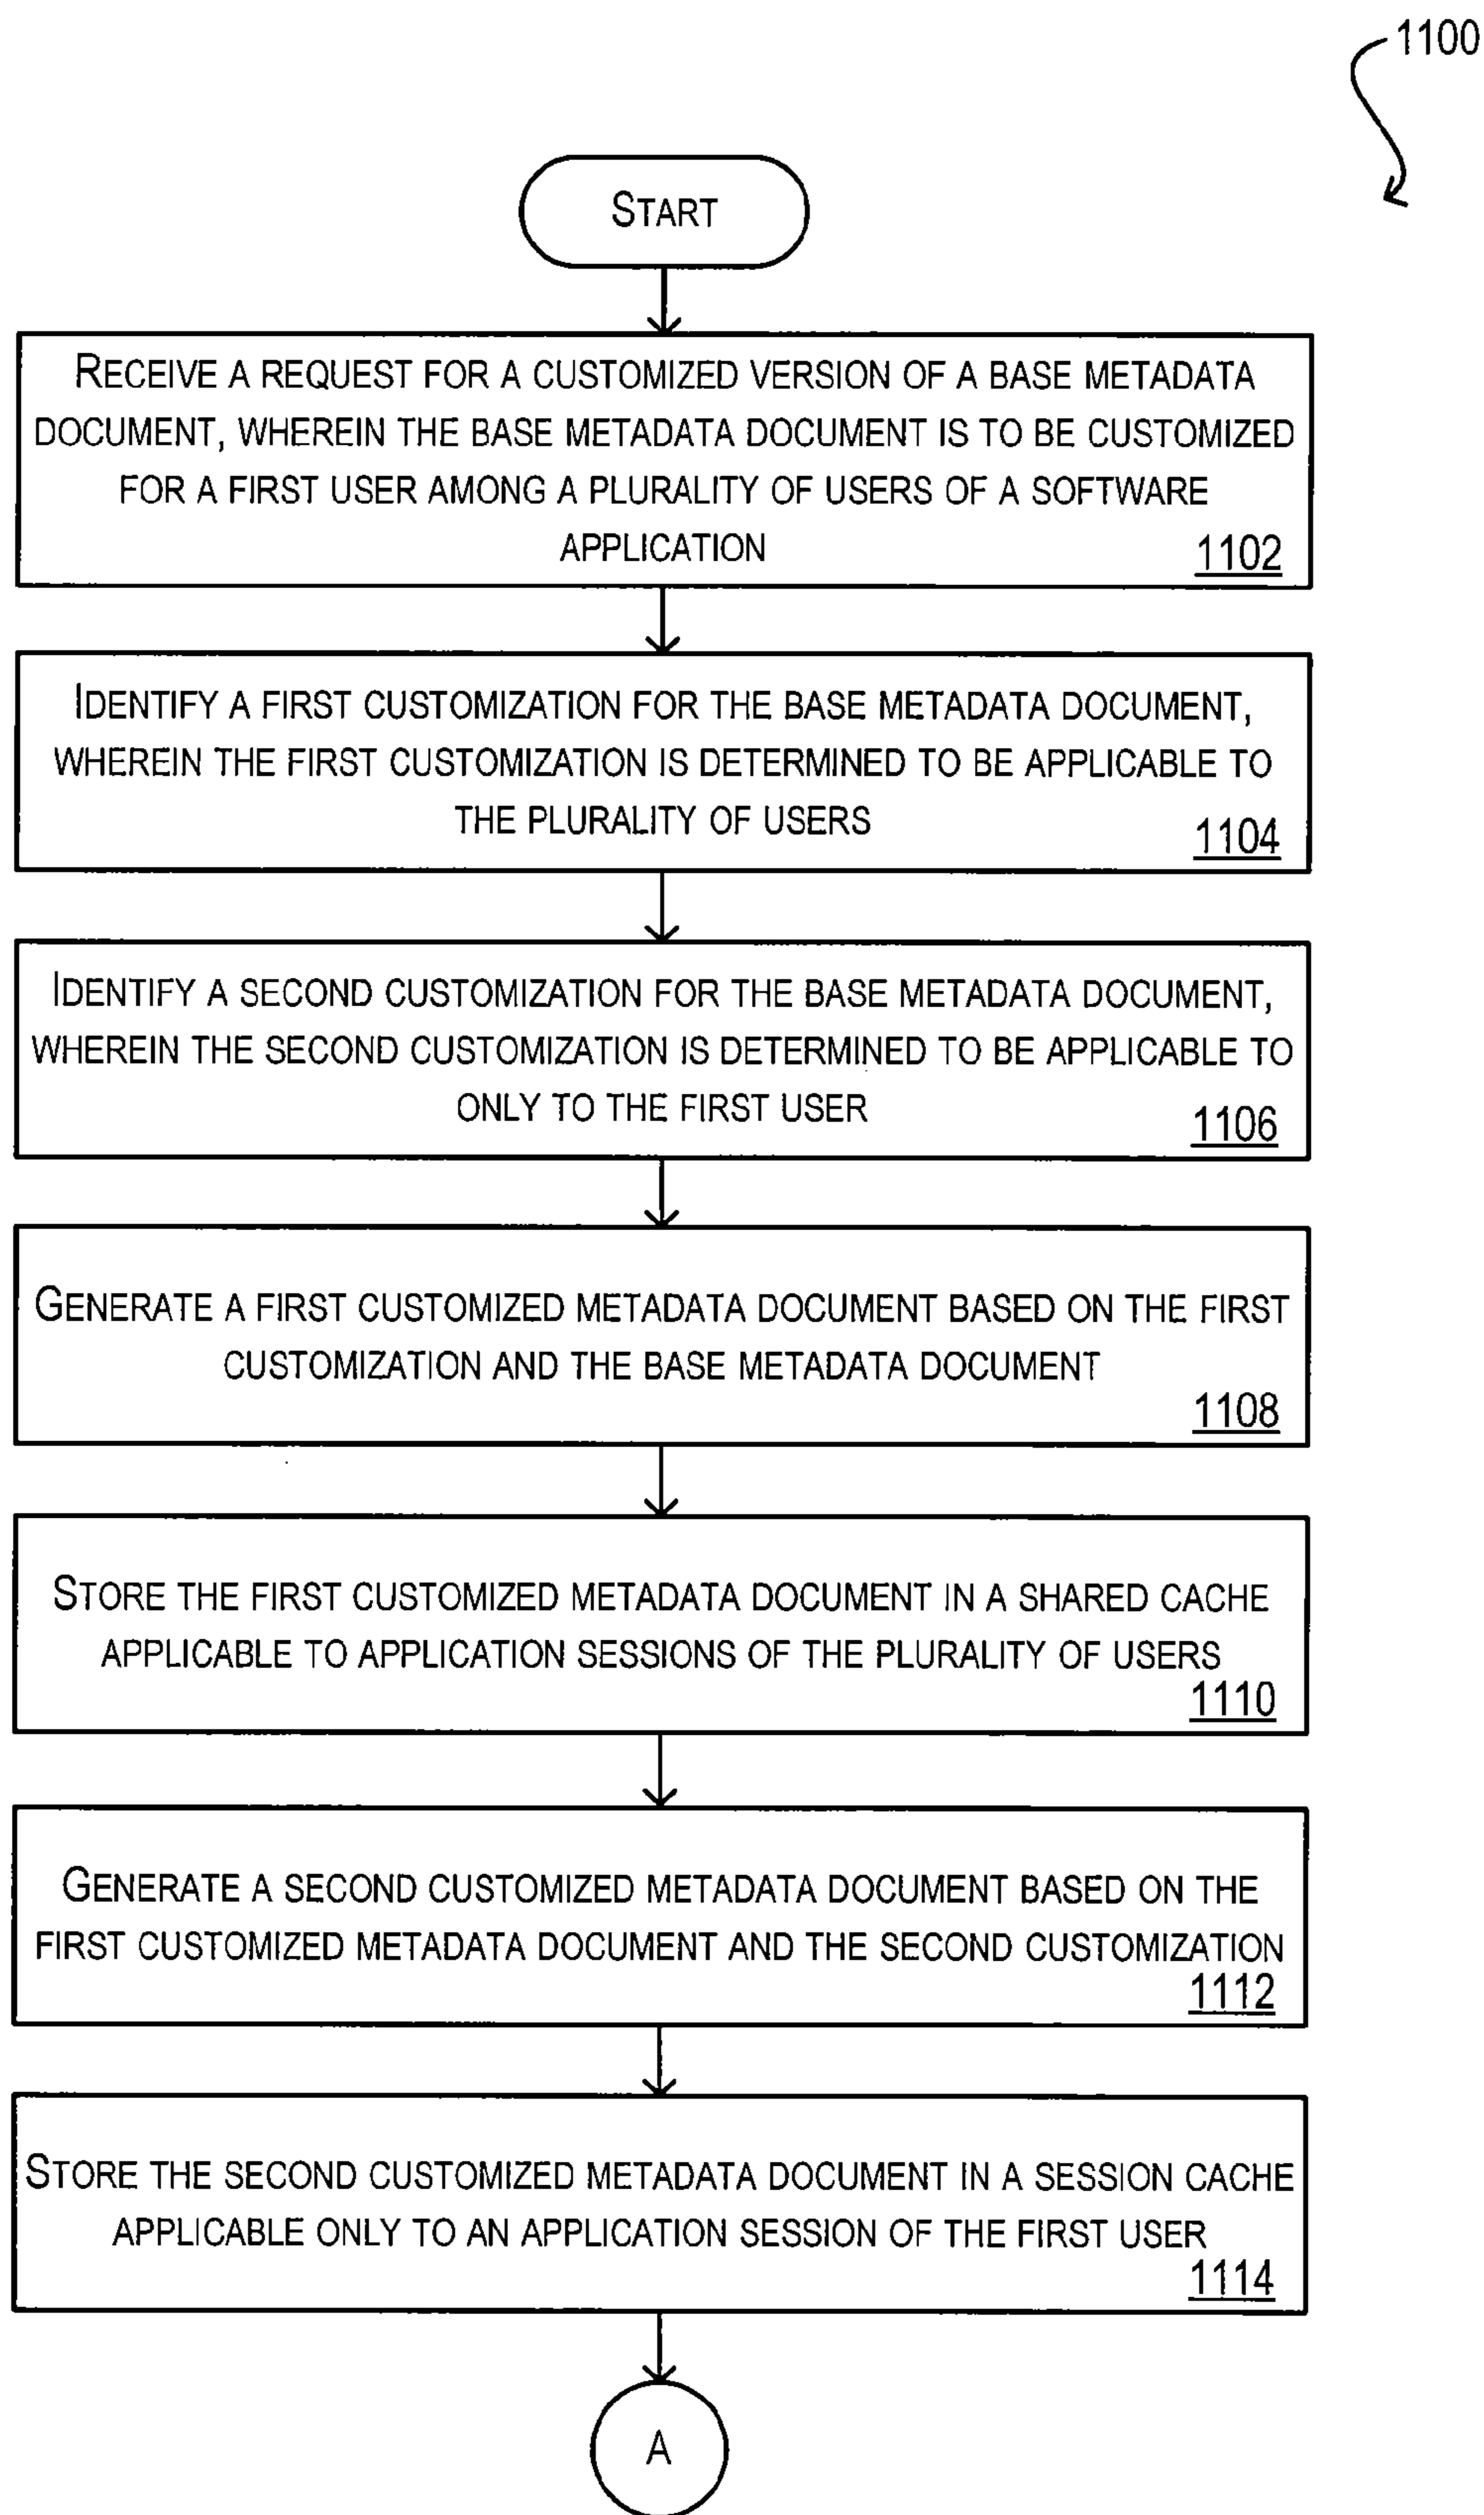 1100
START
RECEIVE A REQUEST FOR A CUSTOMIZED VERSION OF A BASE METADATA
DOCUMENT, WHEREIN THE BASE METADATA DOCUMENT IS TO BE CUSTOMIZED
FOR A FIRST USER AMONG A PLURALITY OF USERS OF A SOFTWARE
APPLICATION
1102
IDENTIFY A FIRST CUSTOMIZATION FOR THE BASE METADATA DOCUMENT,
WHEREIN THE FIRST CUSTOMIZATION IS DETERMINED TO BE APPLICABLE TO
THE PLURALITY OF USERS
1104
IDENTIFY A SECOND CUSTOMIZATION FOR THE BASE METADATA DOCUMENT,
WHEREIN THE SECOND CUSTOMIZATION IS DETERMINED TO BE APPLICABLE TO
ONLY TO THE FIRST USER
1106
GENERATE A FIRST CUSTOMIZED METADATA DOCUMENT BASED ON THE FIRST
CUSTOMIZATION AND THE BASE METADATA DOCUMENT
1108
STORE THE FIRST CUSTOMIZED METADATA DOCUMENT IN A SHARED CACHE
APPLICABLE TO APPLICATION SESSIONS OF THE PLURALITY OF USERS
1110
GENERATE A SECOND CUSTOMIZED METADATA DOCUMENT BASED ON THE
FIRST CUSTOMIZED METADATA DOCUMENT AND THE SECOND CUSTOMIZATION
1112
STORE THE SECOND CUSTOMIZED METADATA DOCUMENT IN A SESSION CACHE
APPLICABLE ONLY TO AN APPLICATION SESSION OF THE FIRST USER
1114
A